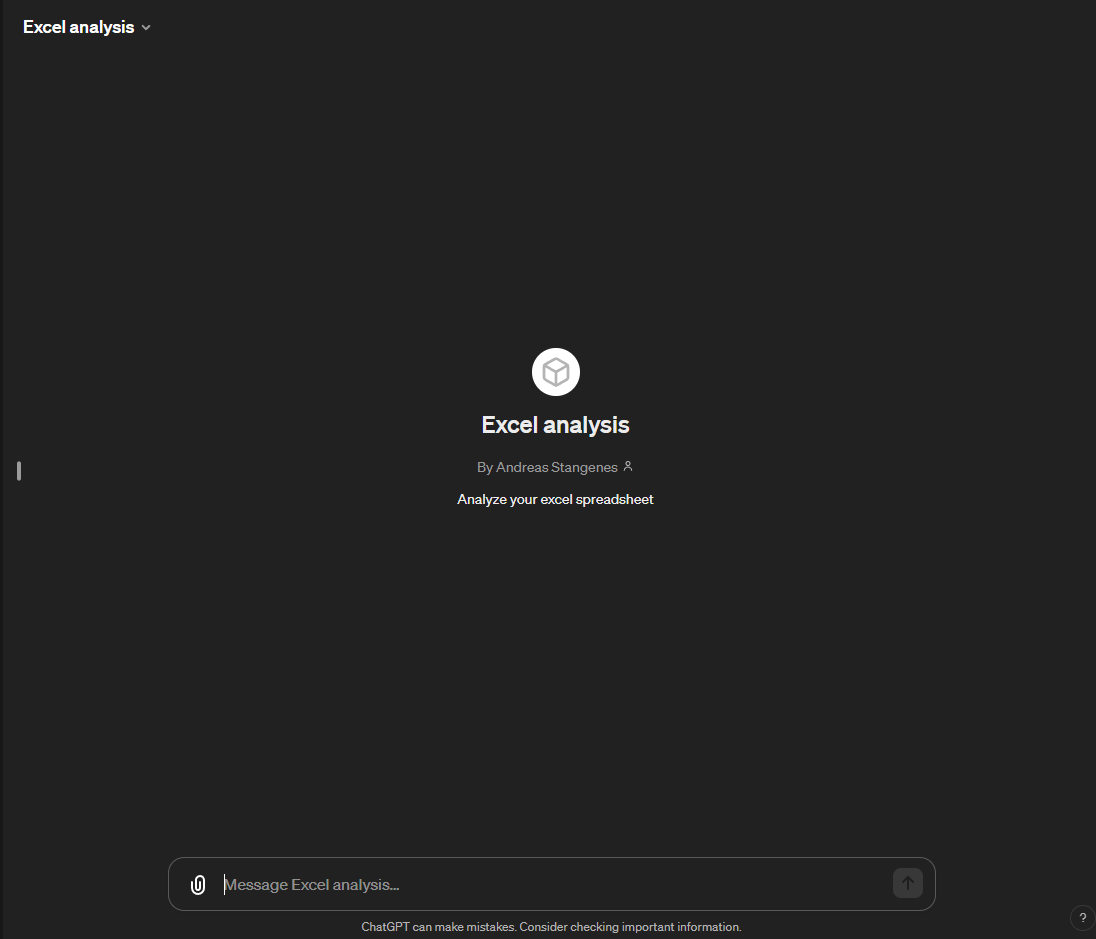 Excel analysis
Excel analysis
By Andreas Stangenes
Analyze your excel spreadsheet
Message Excel analysis...
ChatGPT can make mistakes. Consider checking important information.
?